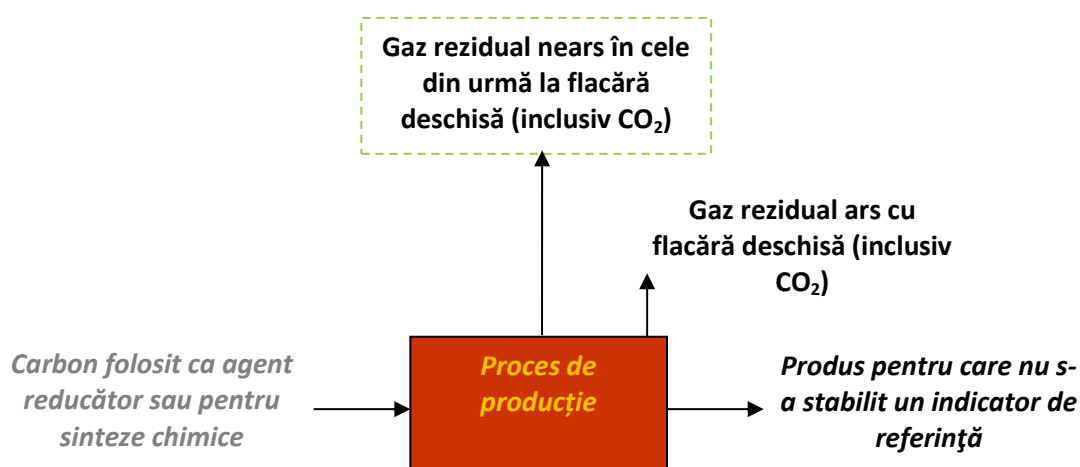 Gaz rezidual nears în cele
din urmă la flacără
deschisă (inclusiv CO₂)
Gaz rezidual ars cu
flacără deschisă (inclusiv
CO₂)
Carbon folosit ca agent
reducător sau pentru
sinteze chimice
Proces de
producție
Produs pentru care nu s-
a stabilit un indicator de
referinţă